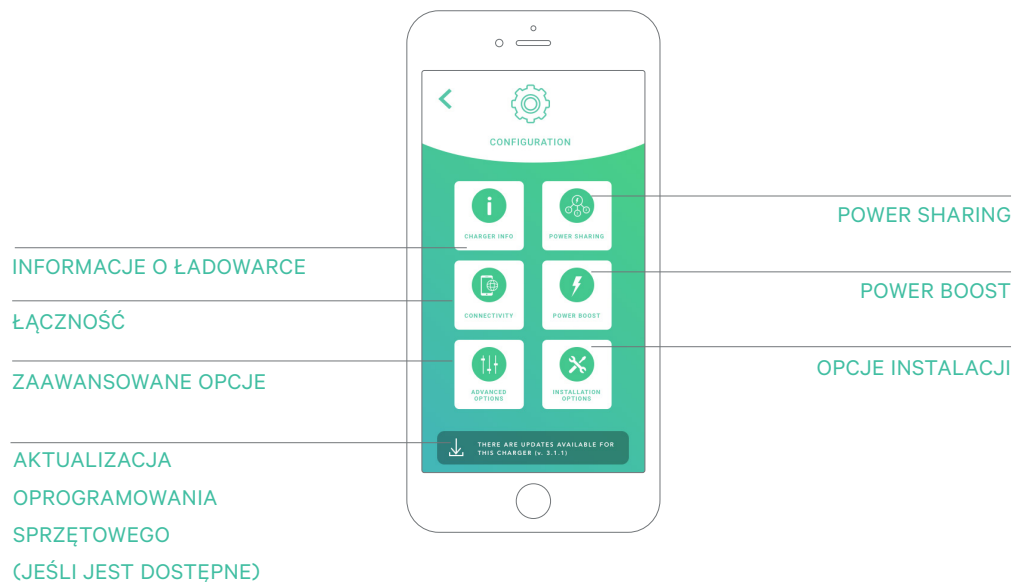 CONFIGURATION
CHARGER INFO
POWER SHARING
CONNECTIVITY
POWER BOOST
ADVANCED
OPTIONS
INSTALLATION
OPTIONS
THERE ARE UPDATES AVAILABLE FOR
THIS CHARGER (v. 3.1.1)
INFORMACJE O ŁADOWARCE
ŁĄCZNOŚĆ
ZAAWANSOWANE OPCJE
AKTUALIZACJA
OPROGRAMOWANIA
SPRZĘTOWEGO
(JEŚLI JEST DOSTĘPNE)
POWER SHARING
POWER BOOST
OPCJE INSTALACJI